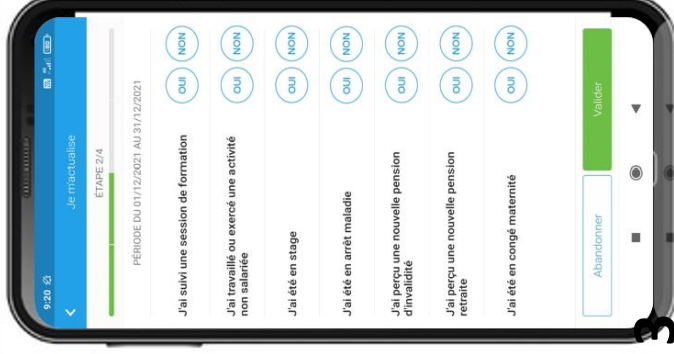 9:20
Je m'actualise
ÉTAPE 2/4
PÉRIODE DU 01/12/2021 AU 31/12/2021
J'ai suivi une session de formation
OUI NON
J'ai travaillé ou exercé une activité
non salariée
OUI NON
J'ai été en stage
OUI NON
J'ai été en arrêt maladie
OUI NON
J'ai perçu une nouvelle pension
d'invalidité
OUI NON
J'ai perçu une nouvelle pension
retraite
OUI NON
J'ai été en congé maternité
OUI NON
Abandonner Valider
3